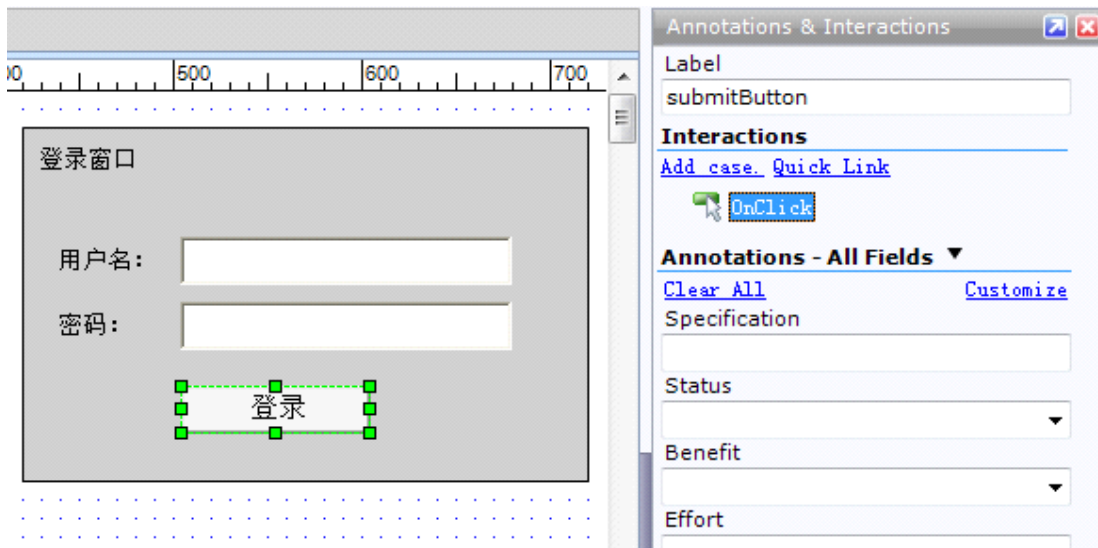 500 600 700
登录窗口
用户名:
密码:
登录
Annotations & Interactions
Label
submitButton
Interactions
Add case. Quick Link
OnClick
Annotations - All Fields
Clear All Customize
Specification
Status
Benefit
Effort